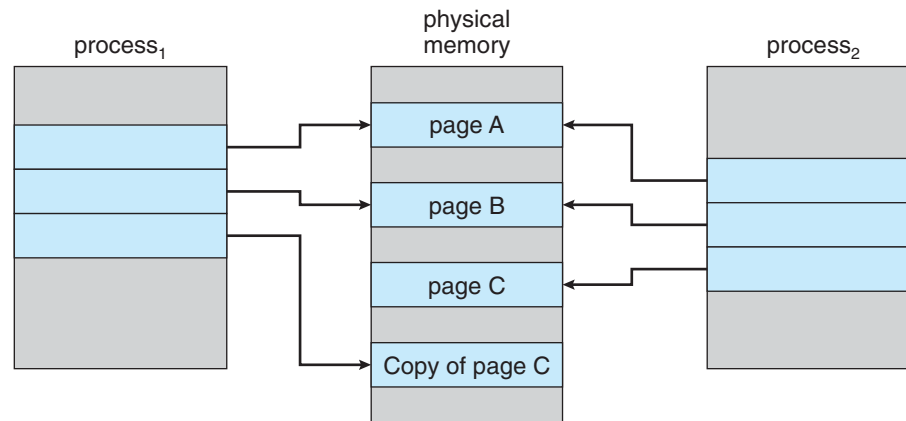 process₁
physical
memory
process₂
page A
page B
page C
Copy of page C